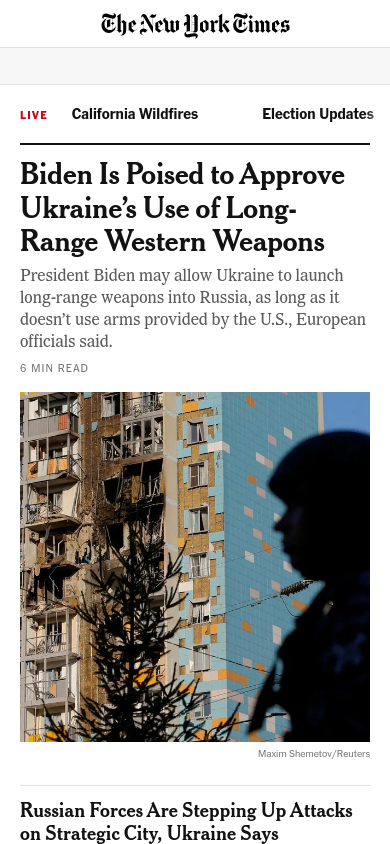 The New York Times
LIVE California Wildfires Election Updates
Biden Is Poised to Approve
Ukraine’s Use of Long-
Range Western Weapons
President Biden may allow Ukraine to launch
long-range weapons into Russia, as long as it
doesn’t use arms provided by the U.S., European
officials said.
6 MIN READ
Maxim Shemetov/Reuters
Russian Forces Are Stepping Up Attacks
on Strategic City, Ukraine Says